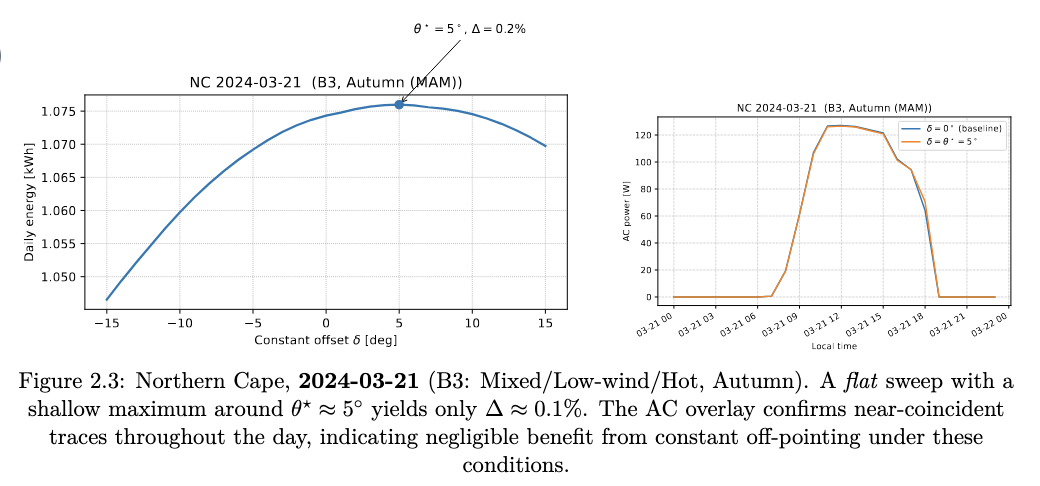 θ* = 5°, Δ = 0.2%
NC 2024-03-21 (B3, Autumn (MAM))
1.075
1.070
1.065
1.060
1.055
1.050
Daily energy [kWh]
−15
−10
−5
0
5
10
15
Constant offset δ [deg]
NC 2024-03-21 (B3, Autumn (MAM))
δ = 0° (baseline)
δ = θ* = 5°
120
100
80
60
40
20
0
AC power [W]
03-21 00
03-21 03
03-21 06
03-21 09
03-21 12
03-21 15
03-21 18
03-21 21
03-22 00
Local time
Figure 2.3: Northern Cape, 2024-03-21 (B3: Mixed/Low-wind/Hot, Autumn). A flat sweep with a
shallow maximum around θ* ≈ 5° yields only Δ ≈ 0.1%. The AC overlay confirms near-coincident
traces throughout the day, indicating negligible benefit from constant off-pointing under these
conditions.